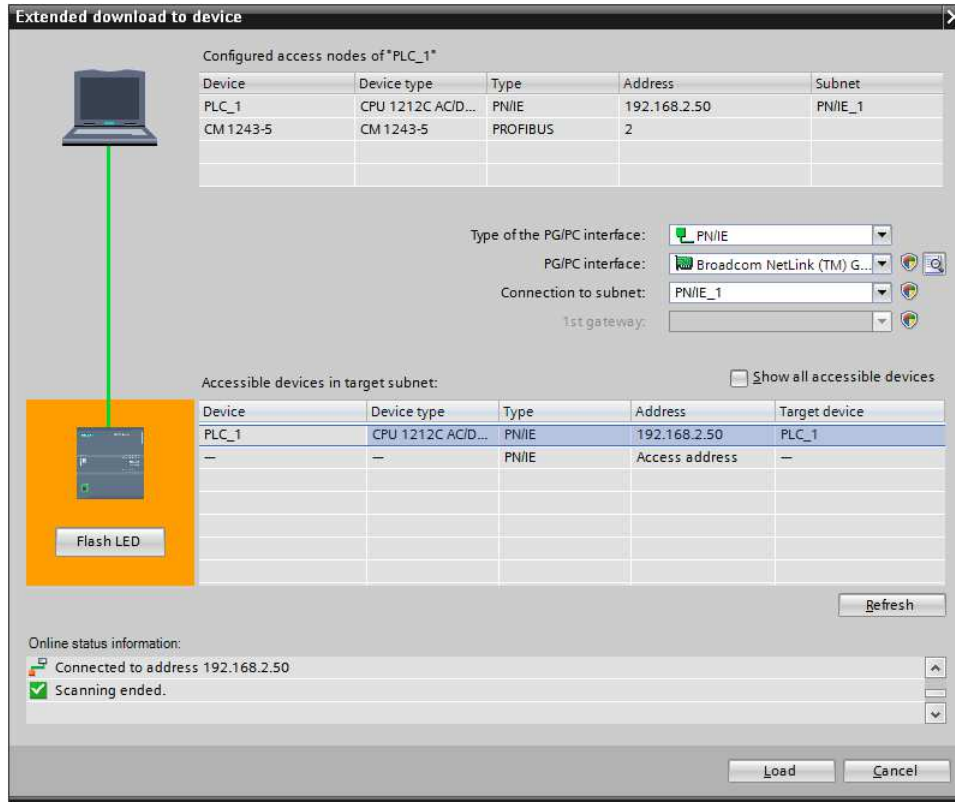 Extended download to device
Configured access nodes of "PLC_1"
Device Device type Type Address Subnet
PLC_1 CPU 1212C AC/D... PN/IE 192.168.2.50 PN/IE_1
CM 1243-5 CM 1243-5 PROFIBUS 2
Type of the PG/PC interface: PN/IE
PG/PC interface: Broadcom NetLink (TM) G...
Connection to subnet: PN/IE_1
1st gateway:
Accessible devices in target subnet: Show all accessible devices
Device Device type Type Address Target device
PLC_1 CPU 1212C AC/D... PN/IE 192.168.2.50 PLC_1
— — PN/IE Access address —
Flash LED
Refresh
Online status information:
Connected to address 192.168.2.50
Scanning ended.
Load Cancel